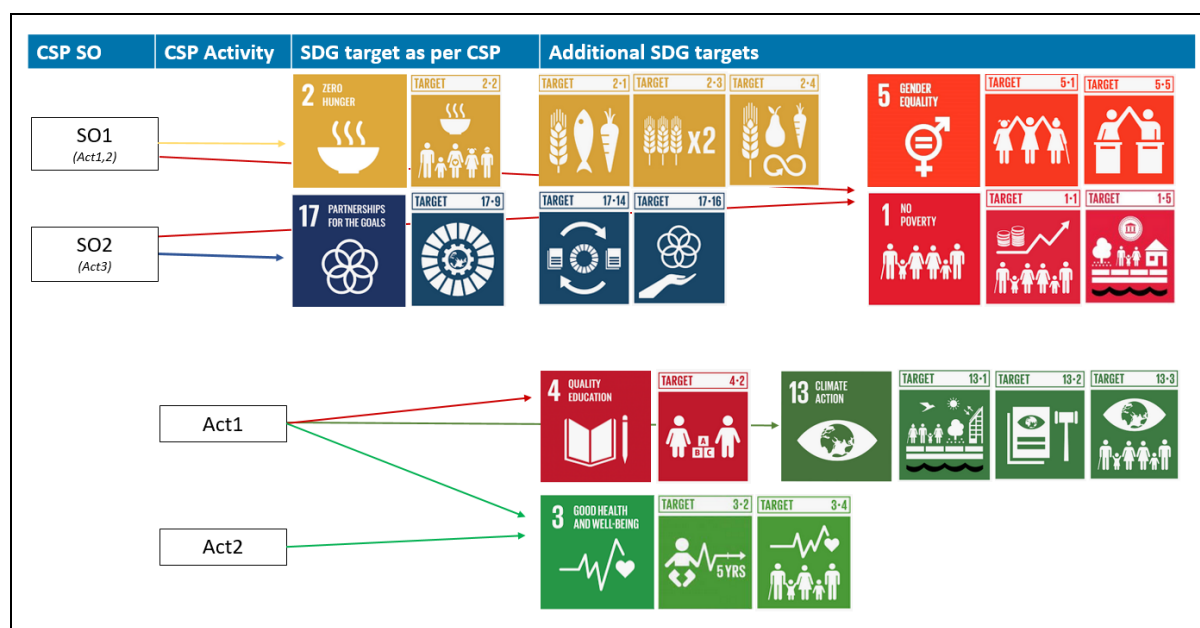 CSP SO CSP Activity SDG target as per CSP Additional SDG targets
SO1
(Act1,2)
2 ZERO
HUNGER
TARGET 2·2
TARGET 2·1
TARGET 2·3
x2
TARGET 2·4
5 GENDER
EQUALITY
TARGET 5·1
TARGET 5·5
SO2
(Act3)
17 PARTNERSHIPS
FOR THE GOALS
TARGET 17·9
TARGET 17·14
TARGET 17·16
1 NO
POVERTY
TARGET 1·1
TARGET 1·5
Act1
4 QUALITY
EDUCATION
TARGET 4·2
A
B C
13 CLIMATE
ACTION
TARGET 13·1
TARGET 13·2
TARGET 13·3
Act2
3 GOOD HEALTH
AND WELL-BEING
TARGET 3·2
5 YRS
TARGET 3·4